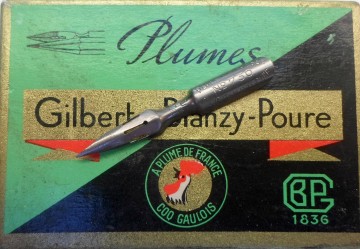 Plumes
Gilbert Blanzy-Poure
A PLUME DE FRANCE
COQ GAULOIS
GBP
1836